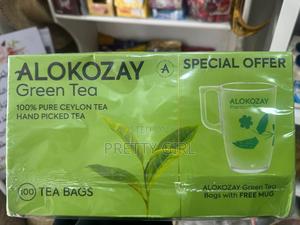 ALOKOZAY A
Green Tea
100% PURE CEYLON TEA
HAND PICKED TEA
100 TEA BAGS
SPECIAL OFFER
ALOKOZAY
ALOKOZAY Green Tea
Bags with FREE MUG
PRETTY GIRL